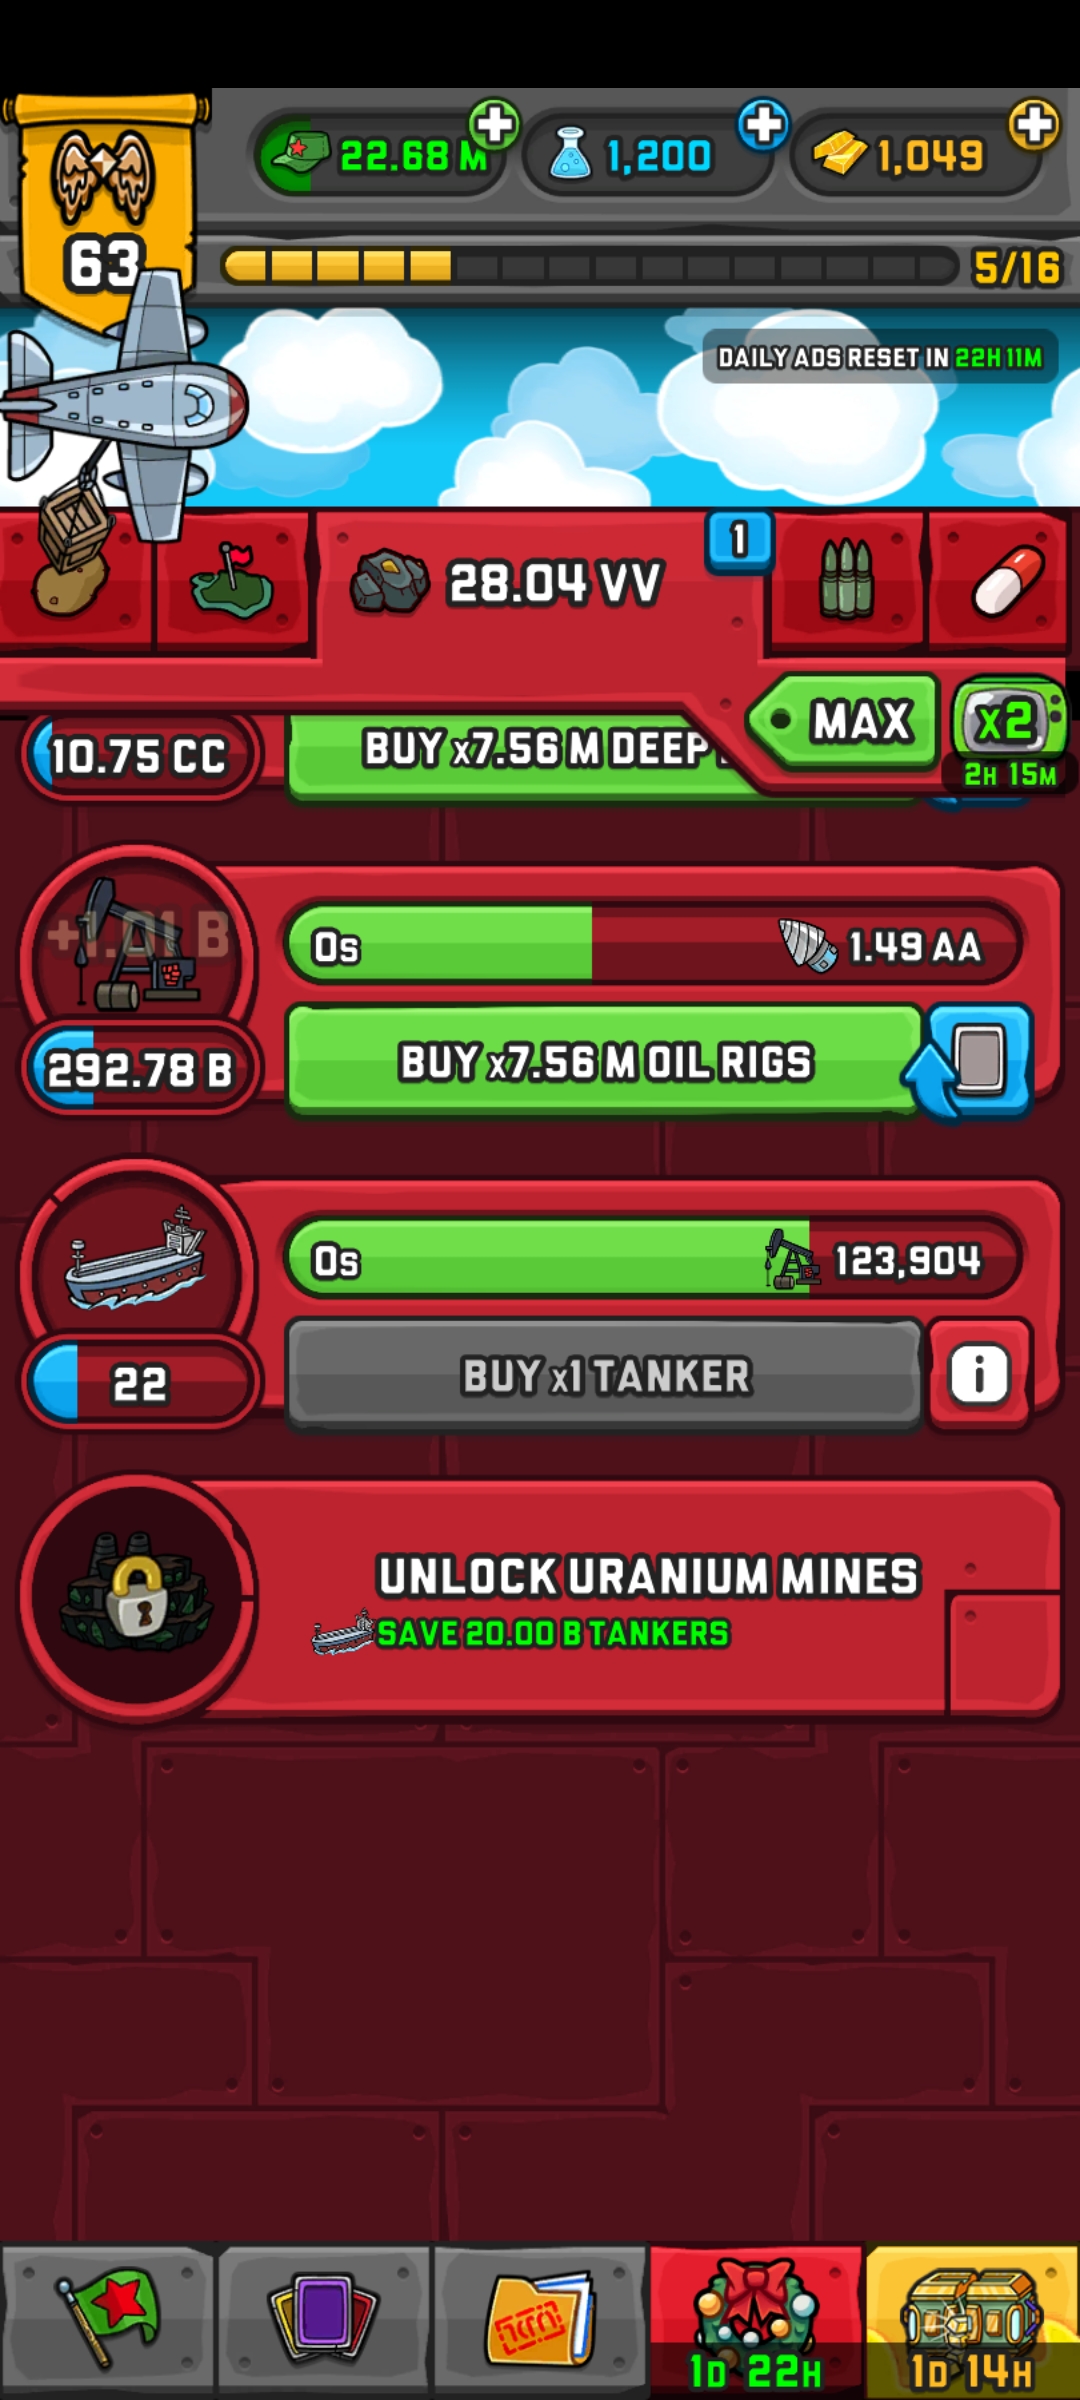 22.68 M
1,200
1,049
63
5/16
DAILY ADS RESET IN 22H 11M
28.04 VV
1
MAX
x2
2H 15M
10.75 CC
BUY x7.56 M DEEP
+1.01 B
0s
1.49 AA
292.78 B
BUY x7.56 M OIL RIGS
0s
123,904
22
BUY x1 TANKER
i
UNLOCK URANIUM MINES
SAVE 20.00 B TANKERS
1D 22H
1D 14H